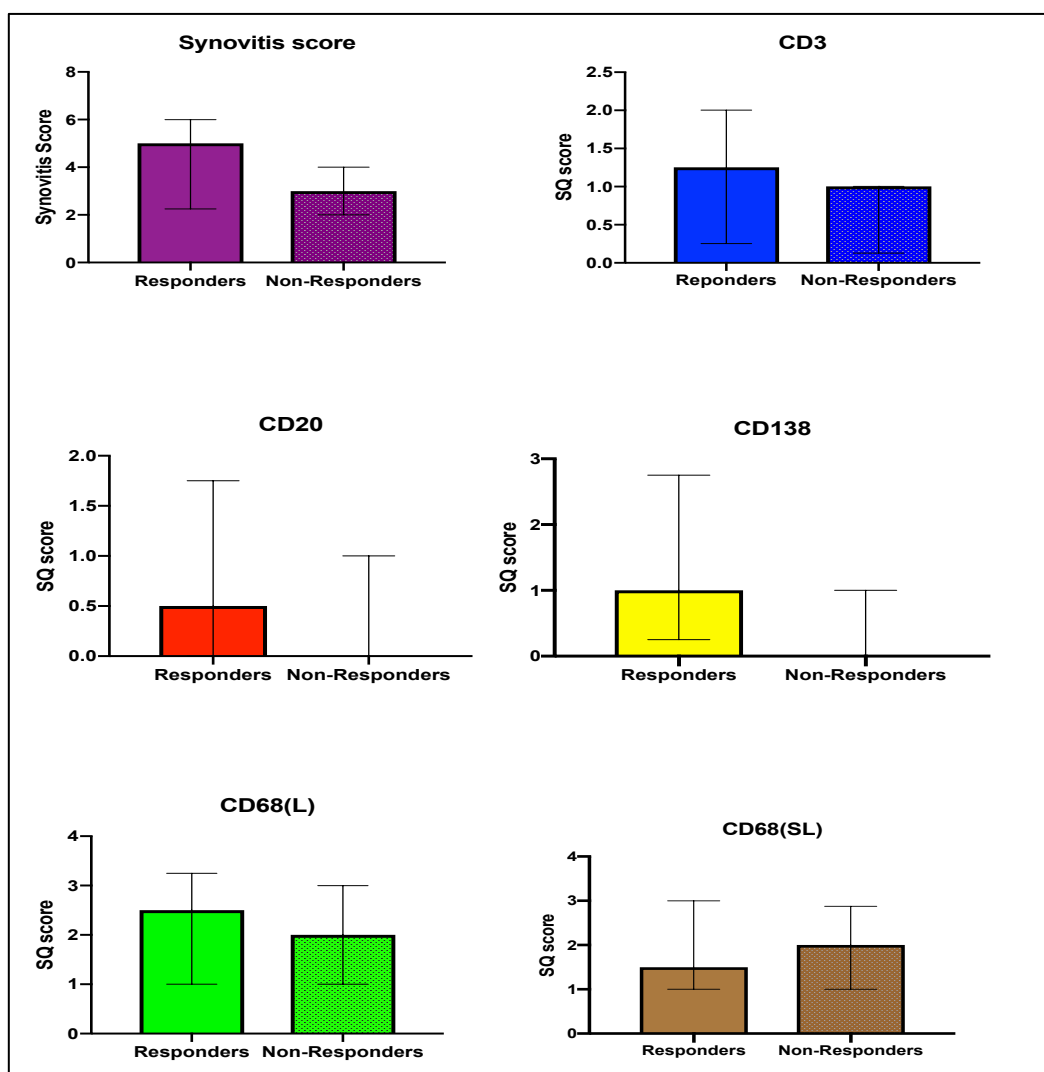 Synovitis score
8
6
4
2
0
Synovitis Score
Responders Non-Responders
CD3
2.5
2.0
1.5
1.0
0.5
0.0
SQ score
Reponders Non-Responders
CD20
2.0
1.5
1.0
0.5
0.0
SQ score
Responders Non-Responders
CD138
3
2
1
0
SQ score
Responders Non-Responders
CD68(L)
4
3
2
1
0
SQ score
Responders Non-Responders
CD68(SL)
4
3
2
1
0
SQ score
Responders Non-Responders